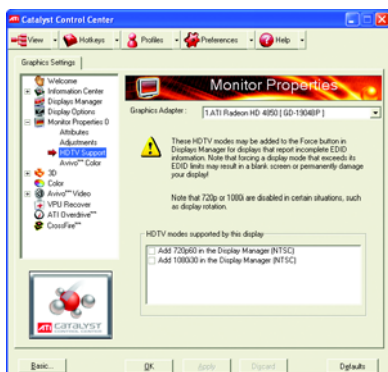 Catalyst Control Center
View Hotkeys Profiles Preferences Help
Graphics Settings
Welcome
Information Center
Displays Manager
Display Options
Monitor Properties 0
Attributes
Adjustments
HDTV Support
Avivo™ Color
3D
Color
Avivo™ Video
VPU Recover
ATI Overdrive™
CrossFire™
ATI CATALYST
CONTROL CENTER
Monitor Properties
Graphics Adapter : 1.ATI Radeon HD 4850 [ GD-1904BP ]
These HDTV modes may be added to the Force button in
Displays Manager for displays that report incomplete EDID
information. Note that forcing a display mode that exceeds its
EDID limits may result in a blank screen or permanently damage
your display!
Note that 720p or 1080i are disabled in certain situations, such
as display rotation.
HDTV modes supported by this display
Add 720p60 in the Display Manager (NTSC)
Add 1080i30 in the Display Manager (NTSC)
Basic... OK Apply Discard Defaults